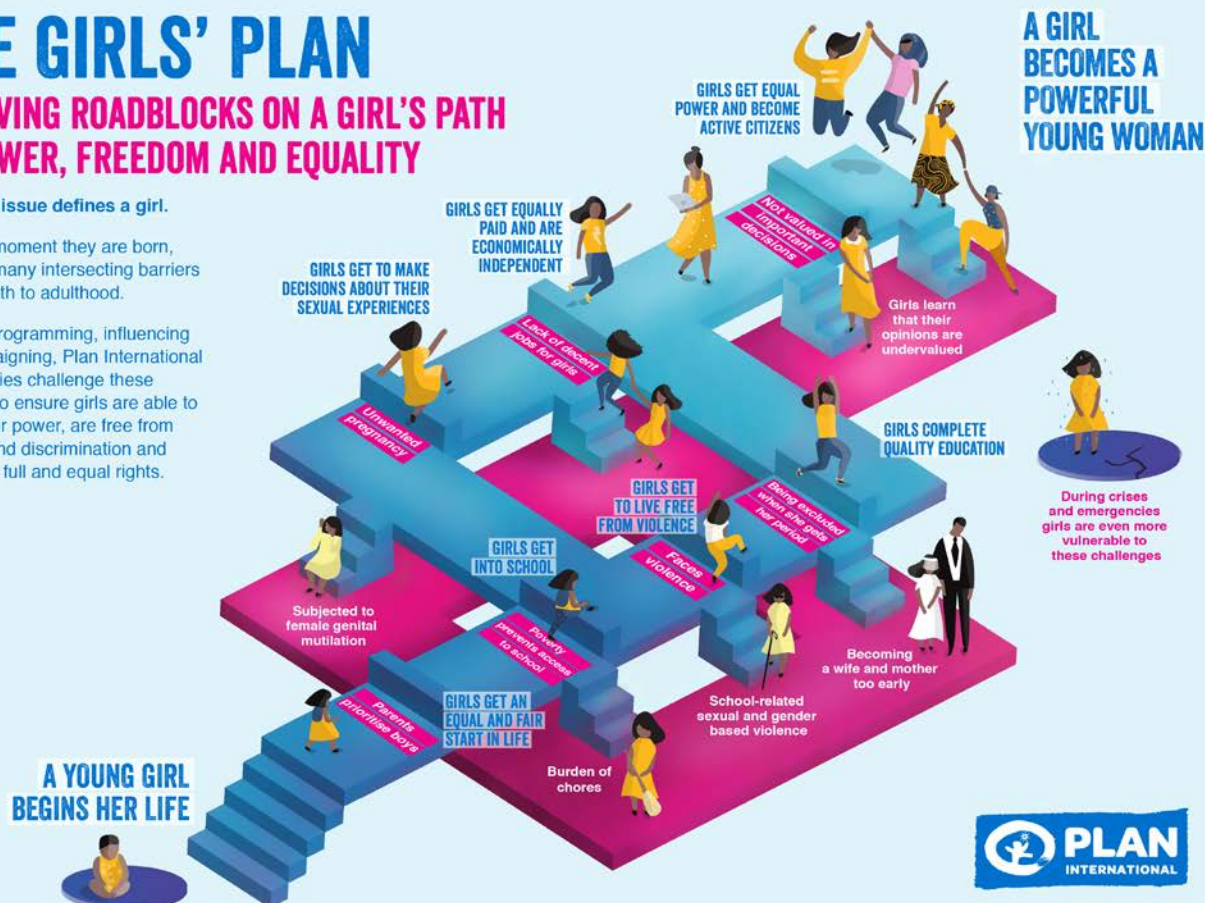 E GIRLS' PLAN
VING ROADBLOCKS ON A GIRL'S PATH
WER, FREEDOM AND EQUALITY
issue defines a girl.
moment they are born,
many intersecting barriers
th to adulthood.
rogramming, influencing
aigning, Plan International
ies challenge these
o ensure girls are able to
r power, are free from
nd discrimination and
full and equal rights.
A GIRL
BECOMES A
POWERFUL
YOUNG WOMAN
GIRLS GET EQUAL
POWER AND BECOME
ACTIVE CITIZENS
Not valued in
important
decisions
Girls learn
that their
opinions are
undervalued
GIRLS GET EQUALLY
PAID AND ARE
ECONOMICALLY
INDEPENDENT
Lack of decent
jobs for girls
GIRLS GET TO MAKE
DECISIONS ABOUT THEIR
SEXUAL EXPERIENCES
Unwanted
pregnancy
GIRLS COMPLETE
QUALITY EDUCATION
Being excluded
when she gets
her period
During crises
and emergencies
girls are even more
vulnerable to
these challenges
GIRLS GET
TO LIVE FREE
FROM VIOLENCE
Faces
violence
GIRLS GET
INTO SCHOOL
Poverty
prevents access
to school
Subjected to
female genital
mutilation
Becoming
a wife and mother
too early
School-related
sexual and gender
based violence
GIRLS GET AN
EQUAL AND FAIR
START IN LIFE
Parents
prioritise boys
Burden of
chores
A YOUNG GIRL
BEGINS HER LIFE
PLAN
INTERNATIONAL